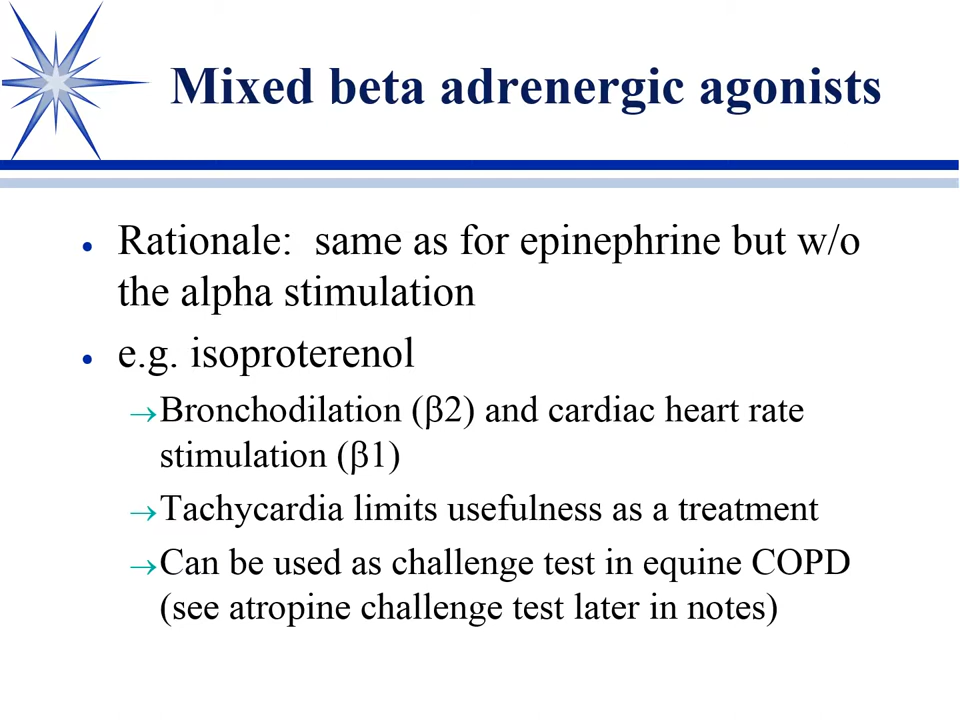 Mixed beta adrenergic agonists
• Rationale:  same as for epinephrine but w/o
the alpha stimulation
• e.g. isoproterenol
→Bronchodilation (β2) and cardiac heart rate
stimulation (β1)
→Tachycardia limits usefulness as a treatment
→Can be used as challenge test in equine COPD
(see atropine challenge test later in notes)